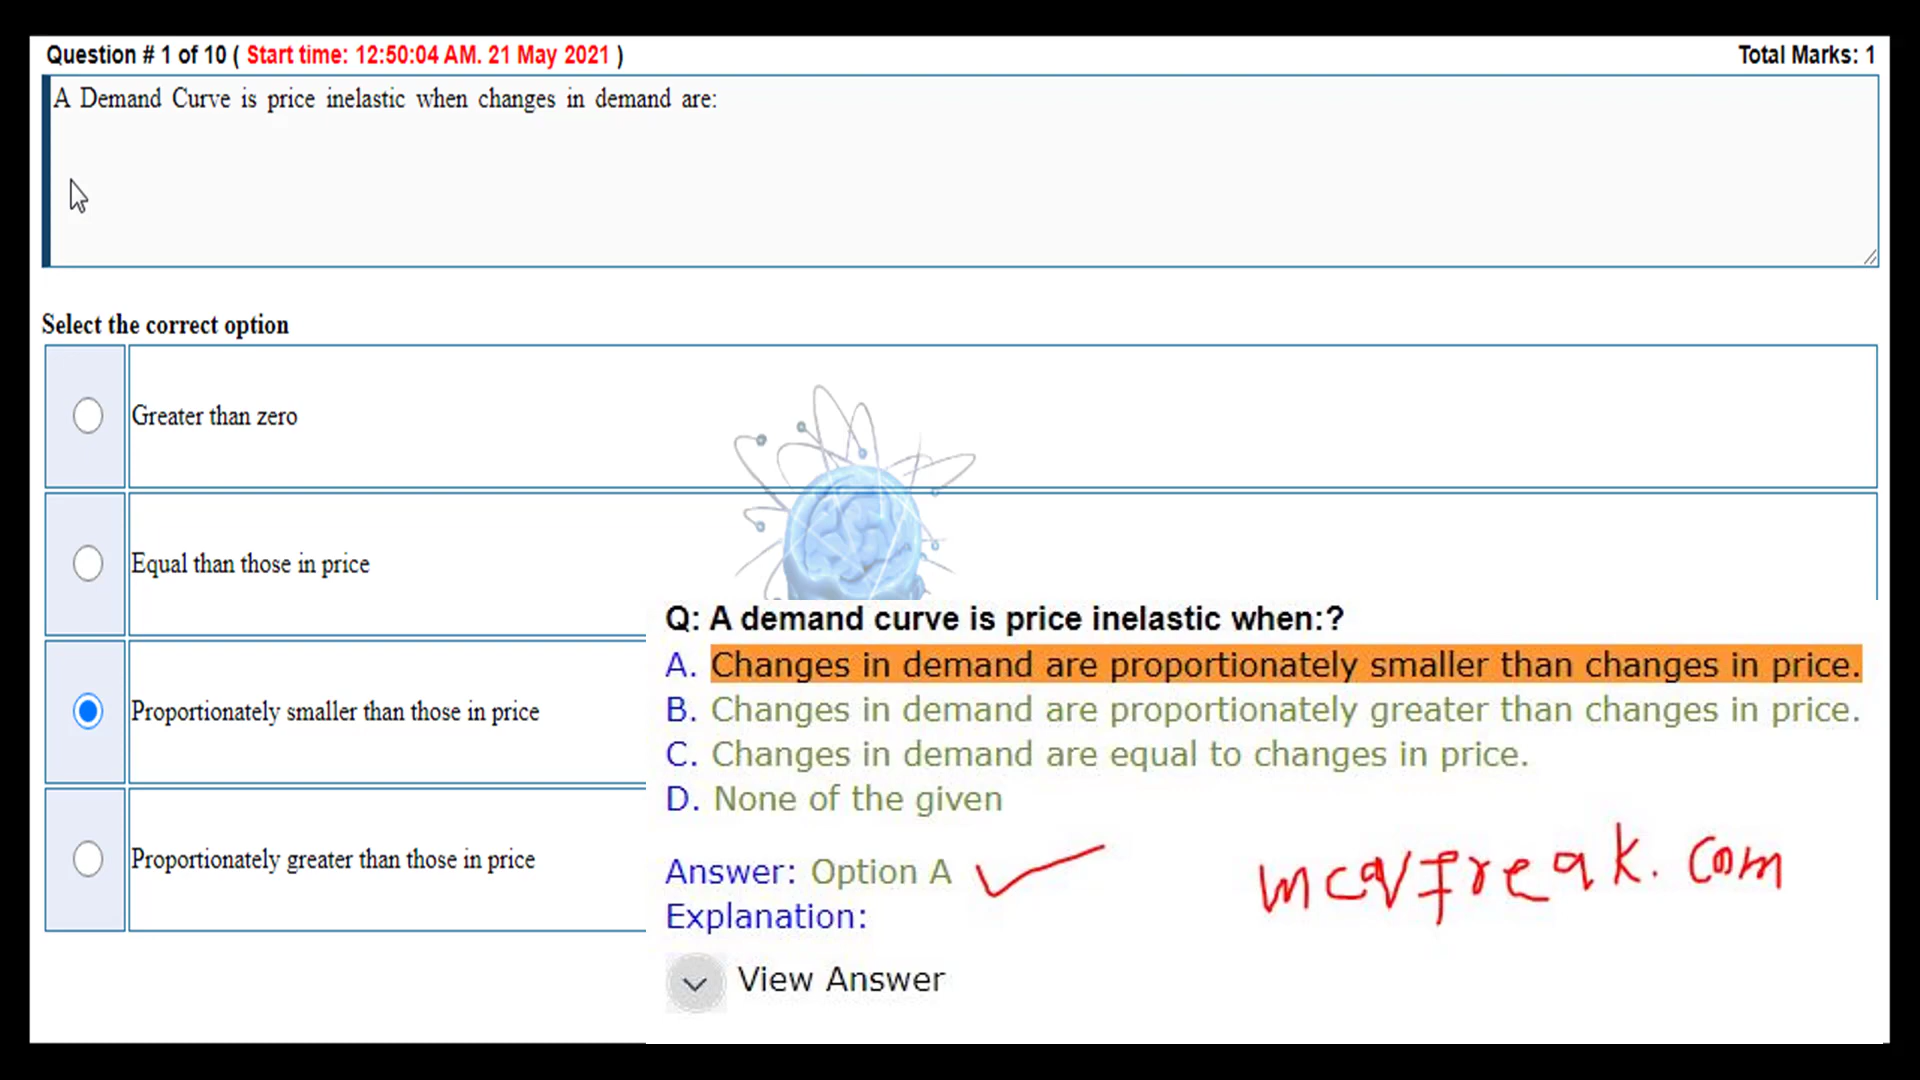 Question # 1 of 10 ( Start time: 12:50:04 AM. 21 May 2021 ) Total Marks: 1
A Demand Curve is price inelastic when changes in demand are:
Select the correct option
Greater than zero
Equal than those in price
Proportionately smaller than those in price
Proportionately greater than those in price
Q: A demand curve is price inelastic when:?
A. Changes in demand are proportionately smaller than changes in price.
B. Changes in demand are proportionately greater than changes in price.
C. Changes in demand are equal to changes in price.
D. None of the given
Answer: Option A
mcqfreak.com
Explanation:
View Answer